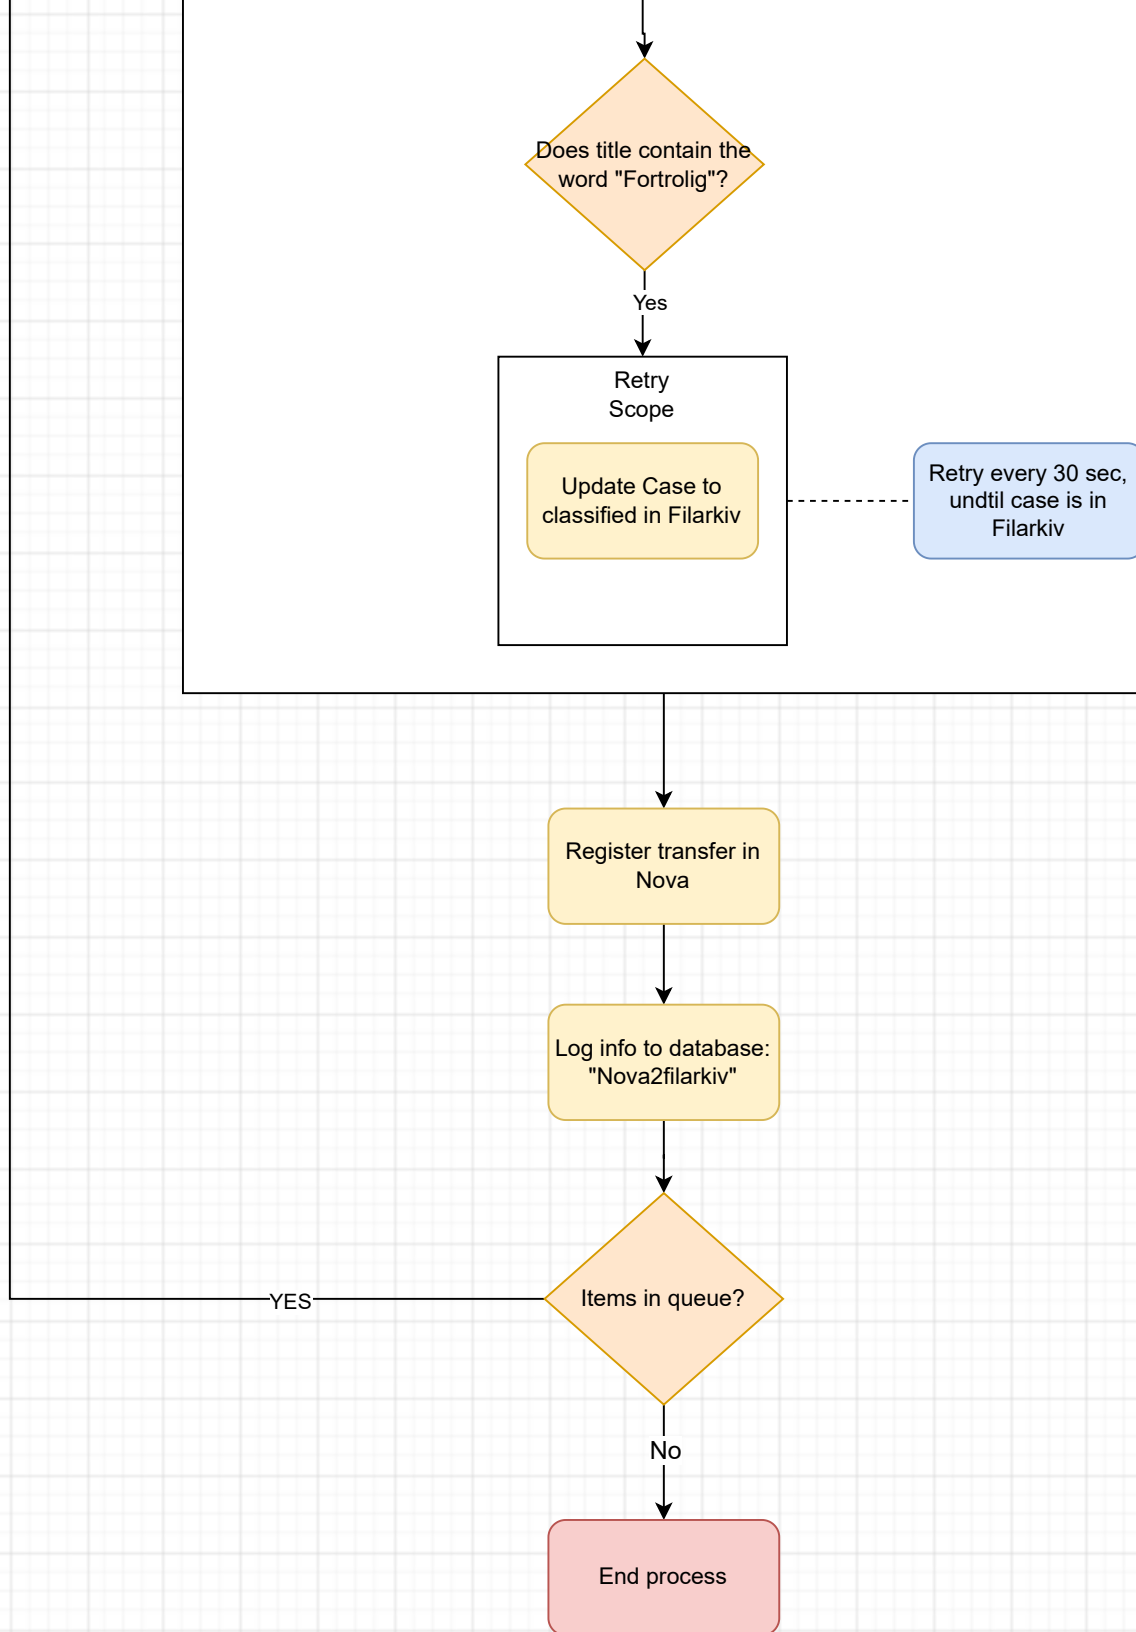 Does title contain the
word "Fortrolig"?
Yes
Retry
Scope
Update Case to
classified in Filarkiv
Retry every 30 sec,
undtil case is in
Filarkiv
Register transfer in
Nova
Log info to database:
"Nova2filarkiv"
Items in queue?
YES
No
End process